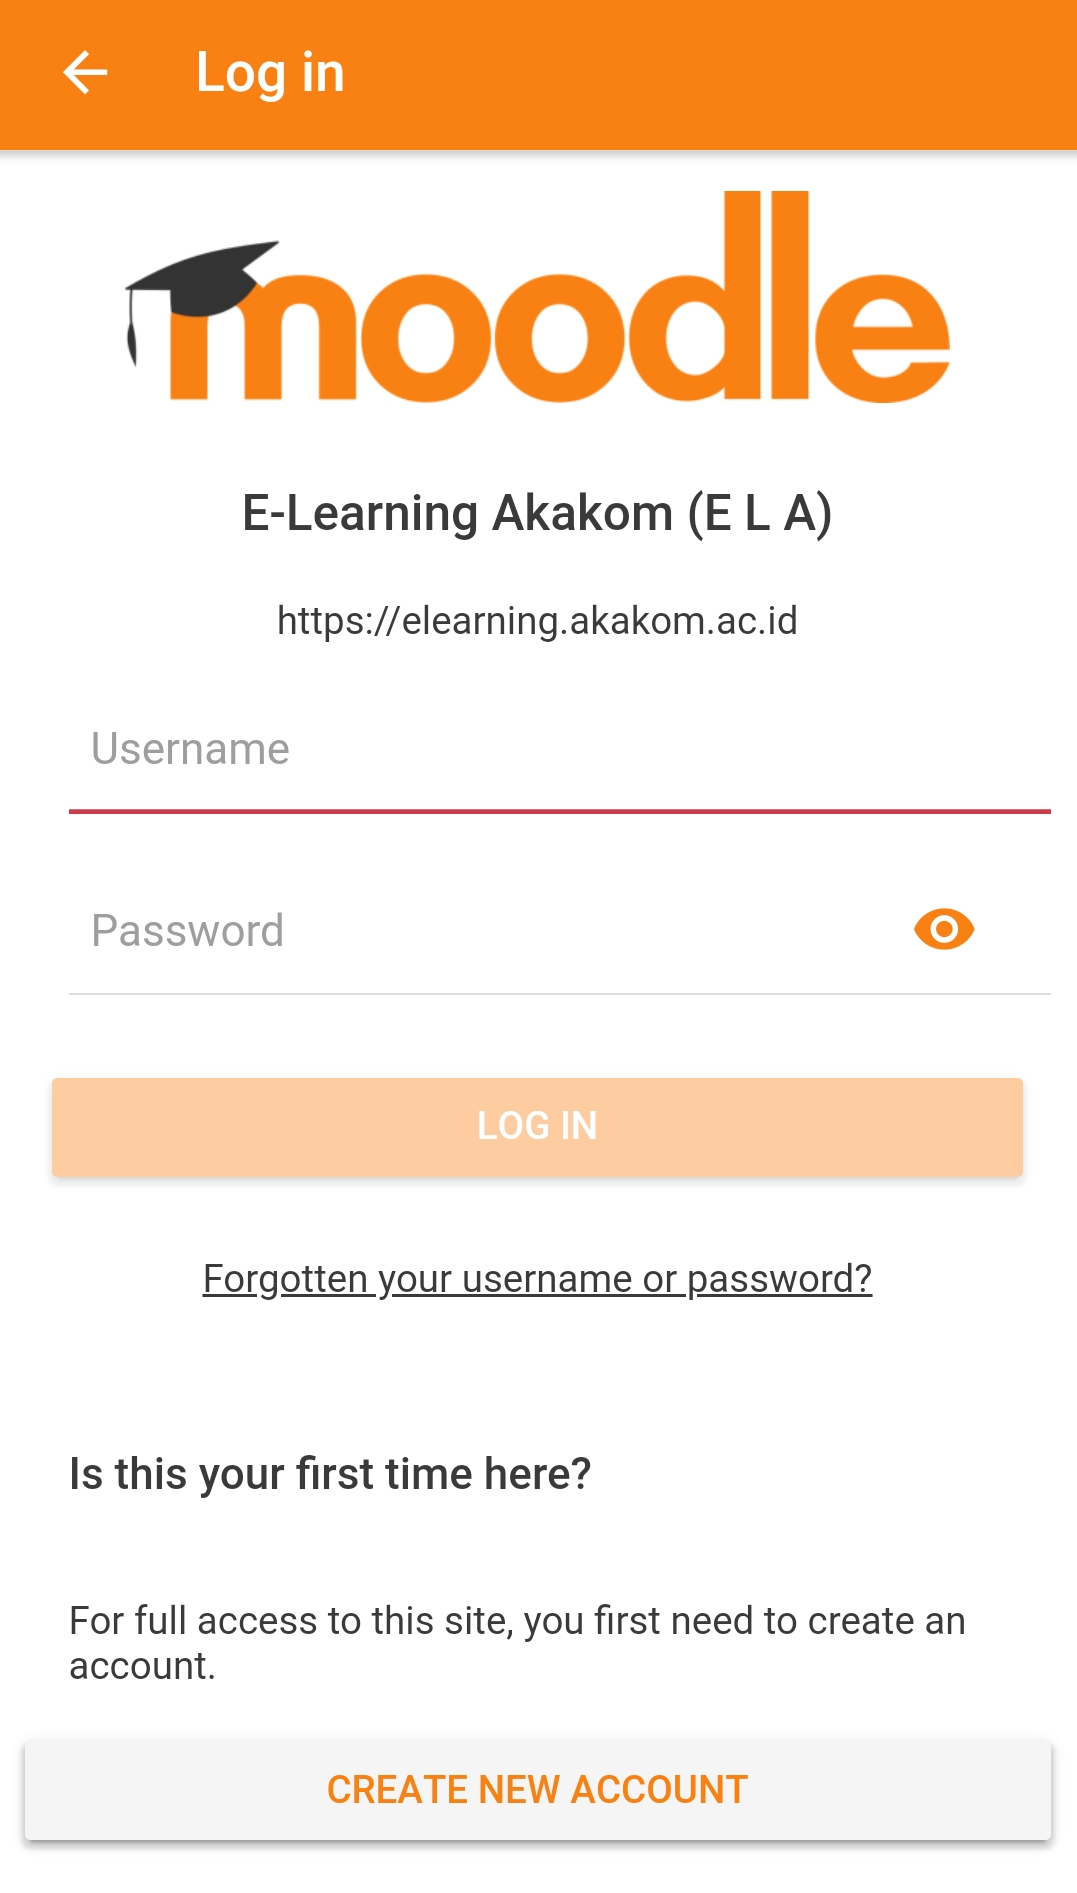 Log in
moodle
E-Learning Akakom (E L A)
https://elearning.akakom.ac.id
Username
Password
LOG IN
Forgotten your username or password?
Is this your first time here?
For full access to this site, you first need to create an
account.
CREATE NEW ACCOUNT